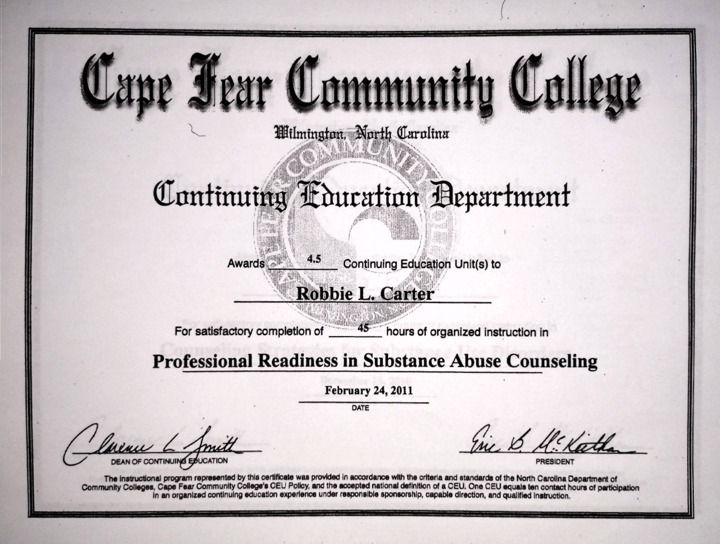 Cape Fear Community College
Wilmington, North Carolina
Continuing Education Department
Awards 4.5 Continuing Education Unit(s) to
Robbie L. Carter
For satisfactory completion of 45 hours of organized instruction in
Professional Readiness in Substance Abuse Counseling
February 24, 2011
DATE
Clarence L Smith
DEAN OF CONTINUING EDUCATION
Eric B. McKeithan
PRESIDENT
The instructional program represented by this certificate was provided in accordance with the criteria and standards of the North Carolina Department of
Community Colleges, Cape Fear Community College's CEU Policy, and the accepted national definition of a CEU. One CEU equals ten contact hours of participation
in an organized continuing education experience under responsible sponsorship, capable direction, and qualified instruction.